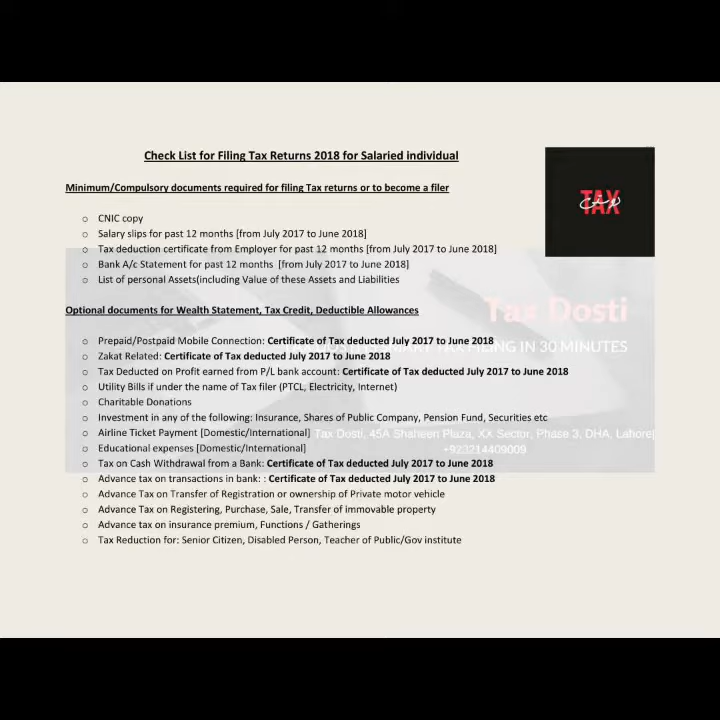 Check List for Filing Tax Returns 2018 for Salaried individual
TAX
Minimum/Compulsory documents required for filing Tax returns or to become a filer
o CNIC copy
o Salary slips for past 12 months [from July 2017 to June 2018]
o Tax deduction certificate from Employer for past 12 months [from July 2017 to June 2018]
o Bank A/c Statement for past 12 months [from July 2017 to June 2018]
o List of personal Assets(including Value of these Assets and Liabilities
Optional documents for Wealth Statement, Tax Credit, Deductible Allowances
Tax Dosti
o Prepaid/Postpaid Mobile Connection: Certificate of Tax deducted July 2017 to June 2018
TAX FILING IN 30 MINUTES
o Zakat Related: Certificate of Tax deducted July 2017 to June 2018
o Tax Deducted on Profit earned from P/L bank account: Certificate of Tax deducted July 2017 to June 2018
o Utility Bills if under the name of Tax filer (PTCL, Electricity, Internet)
o Charitable Donations
o Investment in any of the following: Insurance, Shares of Public Company, Pension Fund, Securities etc
o Airline Ticket Payment [Domestic/International]
Tax Dosti, 45A Shaheen Plaza, XX Sector, Phase 3, DHA, Lahore
o Educational expenses [Domestic/International]
+923214409009
o Tax on Cash Withdrawal from a Bank: Certificate of Tax deducted July 2017 to June 2018
o Advance tax on transactions in bank: : Certificate of Tax deducted July 2017 to June 2018
o Advance Tax on Transfer of Registration or ownership of Private motor vehicle
o Advance Tax on Registering, Purchase, Sale, Transfer of immovable property
o Advance tax on insurance premium, Functions / Gatherings
o Tax Reduction for: Senior Citizen, Disabled Person, Teacher of Public/Gov institute